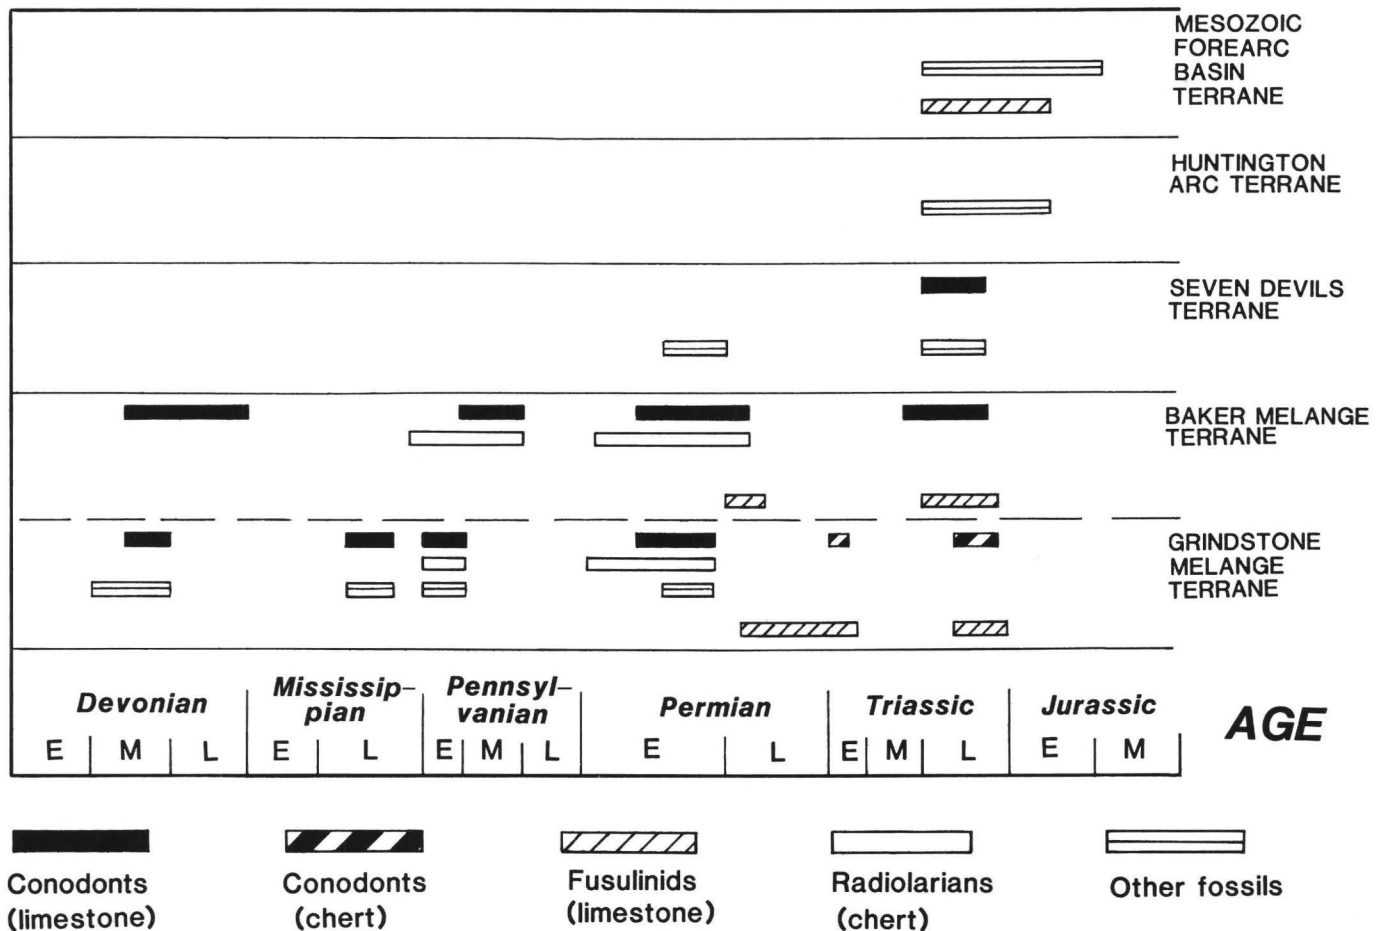 MESOZOIC
FOREARC
BASIN
TERRANE
HUNTINGTON
ARC TERRANE
SEVEN DEVILS
TERRANE
BAKER MELANGE
TERRANE
GRINDSTONE
MELANGE
TERRANE
Devonian
Mississip-
pian
Pennsyl-
vanian
Permian
Triassic
Jurassic
AGE
E M L E L E M L E L E M L E M
Conodonts
(limestone)
Conodonts
(chert)
Fusulinids
(limestone)
Radiolarians
(chert)
Other fossils